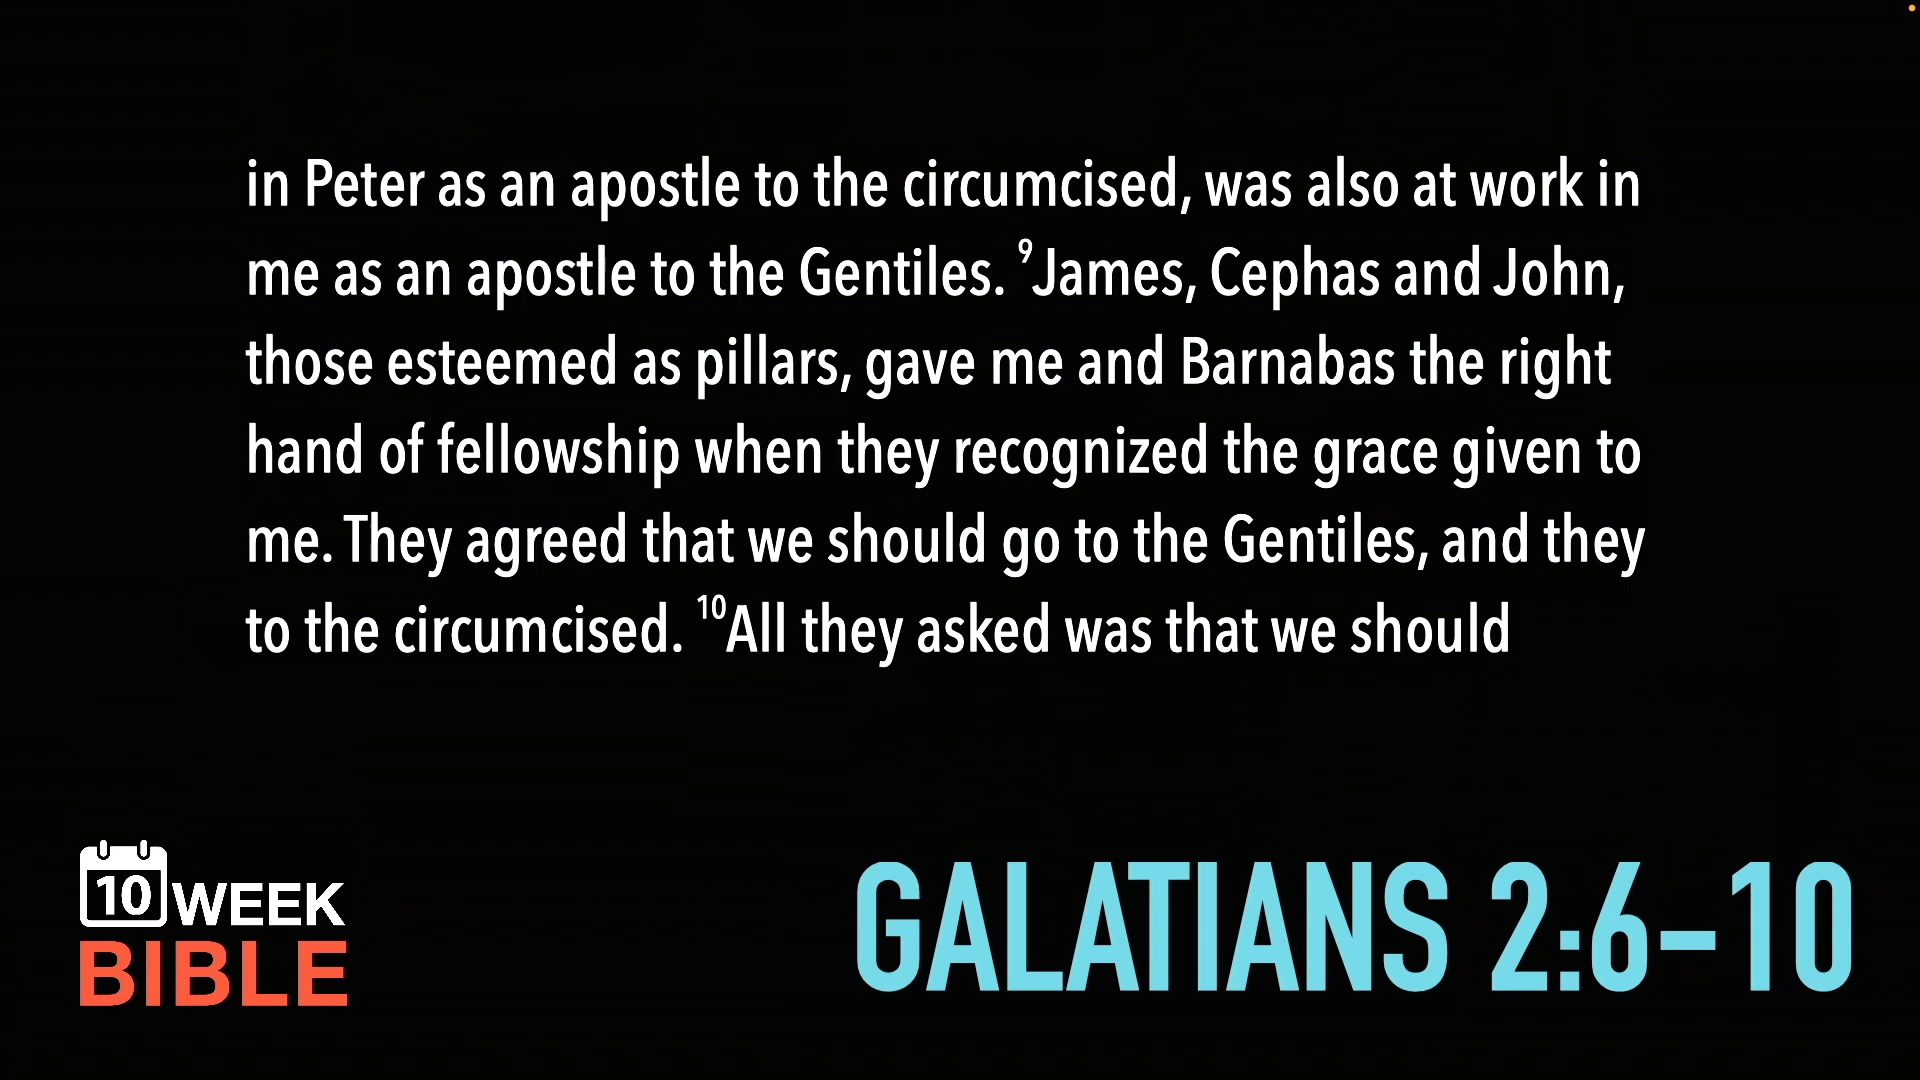 in Peter as an apostle to the circumcised, was also at work in
me as an apostle to the Gentiles. ⁹James, Cephas and John,
those esteemed as pillars, gave me and Barnabas the right
hand of fellowship when they recognized the grace given to
me. They agreed that we should go to the Gentiles, and they
to the circumcised. ¹⁰All they asked was that we should
10 WEEK
BIBLE
GALATIANS 2:6–10